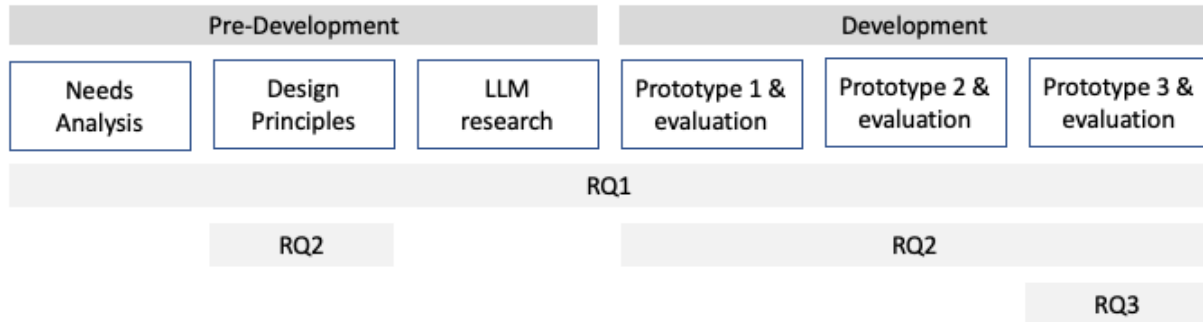 Pre-Development
Development
Needs
Analysis
Design
Principles
LLM
research
Prototype 1 &
evaluation
Prototype 2 &
evaluation
Prototype 3 &
evaluation
RQ1
RQ2
RQ2
RQ3